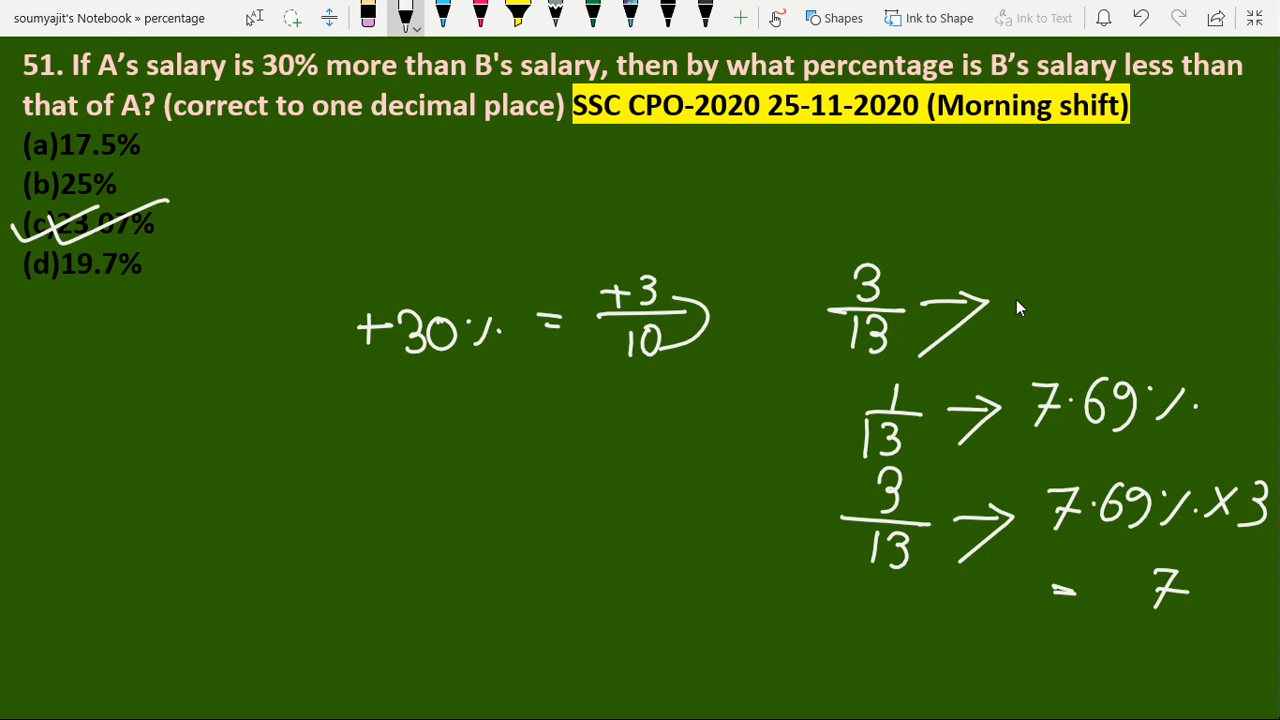 soumyajit's Notebook » percentage
Shapes
Ink to Shape
Ink to Text
51. If A’s salary is 30% more than B's salary, then by what percentage is B’s salary less than
that of A? (correct to one decimal place) SSC CPO-2020 25-11-2020 (Morning shift)
(a)17.5%
(b)25%
(c)23.07%
(d)19.7%
+30% = +3/10
3/13
1/13 → 7.69%
3/13 → 7.69% × 3
= 7